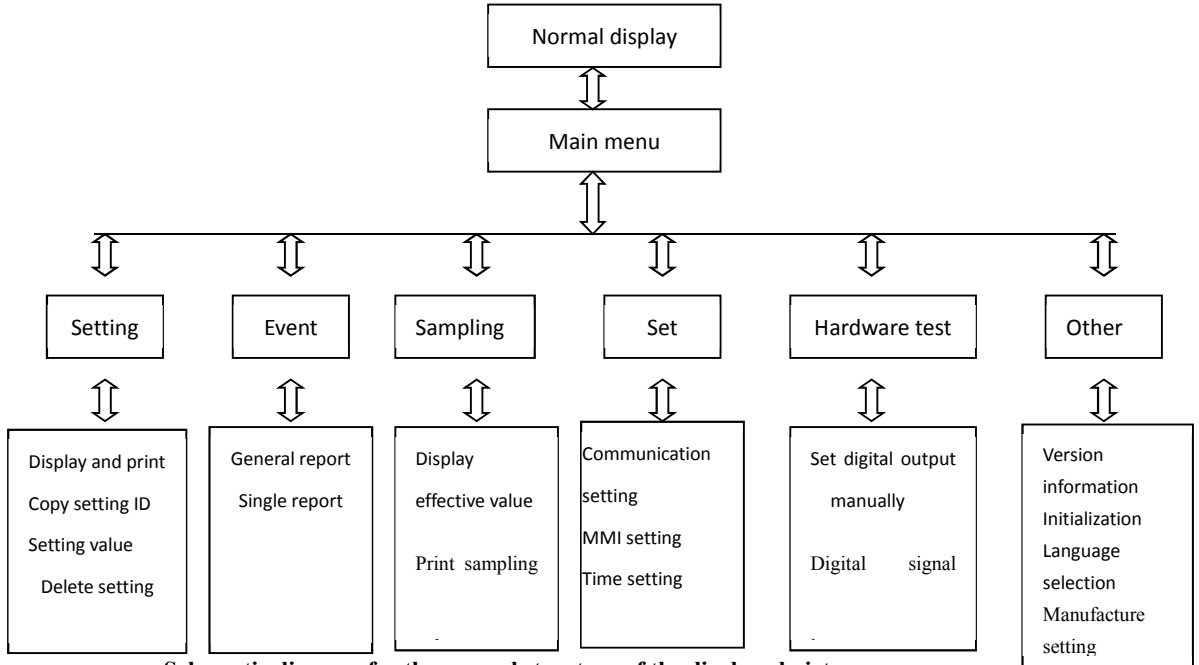 Normal display
Main menu
Setting
Event
Sampling
Set
Hardware test
Other
Display and print
Copy setting ID
Setting value
Delete setting
General report
Single report
Display
effective value
Print sampling
Communication
setting
MMI setting
Time setting
Set digital output
manually
Digital signal
Version
information
Initialization
Language
selection
Manufacture
setting